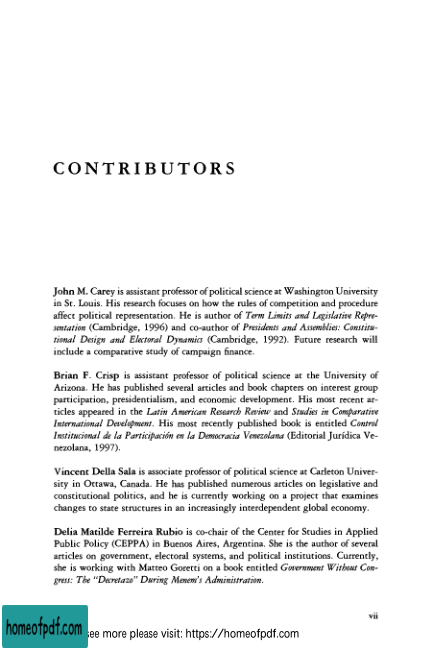 CONTRIBUTORS
John M. Carey is assistant professor of political science at Washington University
in St. Louis. His research focuses on how the rules of competition and procedure
affect political representation. He is author of Term Limits and Legislative Repre-
sentation (Cambridge, 1996) and co-author of Presidents and Assemblies: Constitu-
tional Design and Electoral Dynamics (Cambridge, 1992). Future research will
include a comparative study of campaign finance.
Brian F. Crisp is assistant professor of political science at the University of
Arizona. He has published several articles and book chapters on interest group
participation, presidentialism, and economic development. His most recent ar-
ticles appeared in the Latin American Research Review and Studies in Comparative
International Development. His most recently published book is entitled Control
Institucional de la Participación en la Democracia Venezolana (Editorial Jurídica Ve-
nezolana, 1997).
Vincent Della Sala is associate professor of political science at Carleton Univer-
sity in Ottawa, Canada. He has published numerous articles on legislative and
constitutional politics, and he is currently working on a project that examines
changes to state structures in an increasingly interdependent global economy.
Delia Matilde Ferreira Rubio is co-chair of the Center for Studies in Applied
Public Policy (CEPPA) in Buenos Aires, Argentina. She is the author of several
articles on government, electoral systems, and political institutions. Currently,
she is working with Matteo Goretti on a book entitled Government Without Con-
gress: The "Decretazo" During Menem's Administration.
vii
homeofpdf.com
see more please visit: https://homeofpdf.com